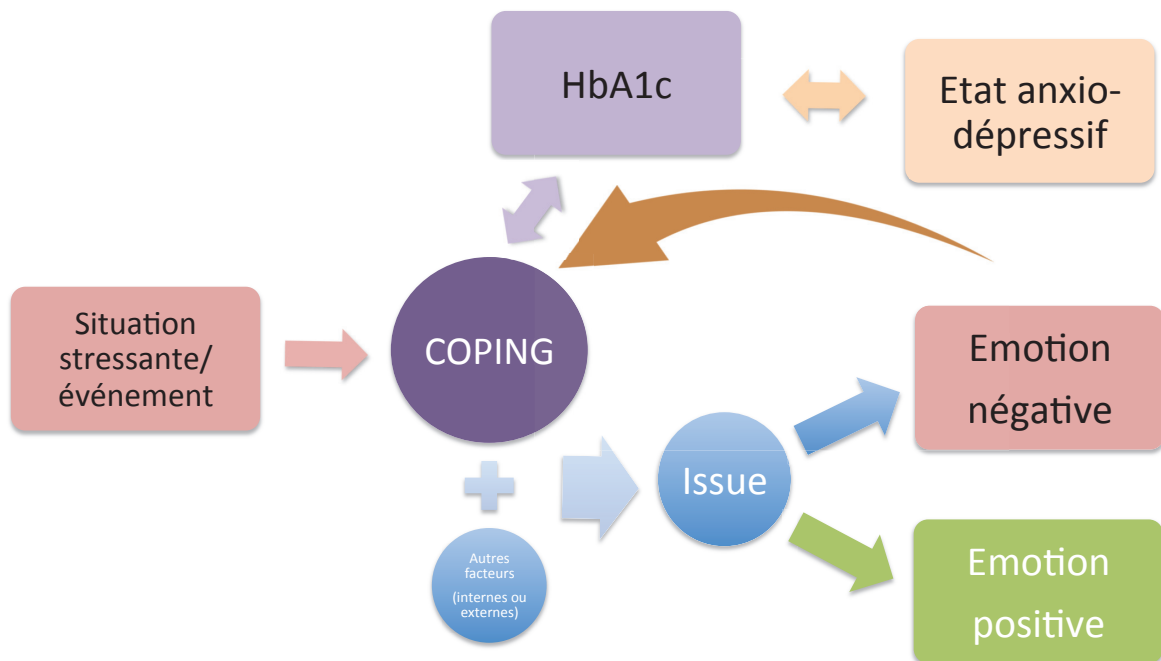 HbA1c
Etat anxio-
dépressif
Situation
stressante/
événement
COPING
Autres
facteurs
(internes ou
externes)
Issue
Emotion
négative
Emotion
positive